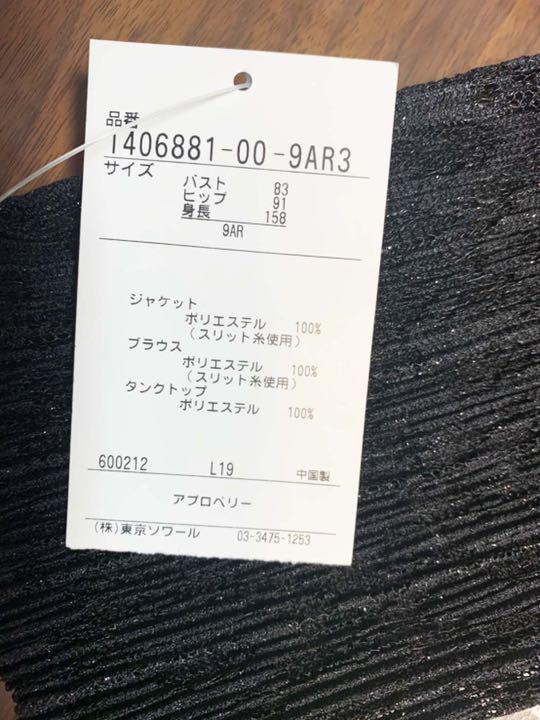 品番
1406881-00-9AR3
サイズ
バスト 83
ヒップ 91
身長 158
9AR
ジャケット
ポリエステル 100%
(スリット糸使用)
ブラウス
ポリエステル 100%
(スリット糸使用)
タンクトップ
ポリエステル 100%
600212 L19 中国製
アプロベリー
(株)東京ソワール 03-3475-1253